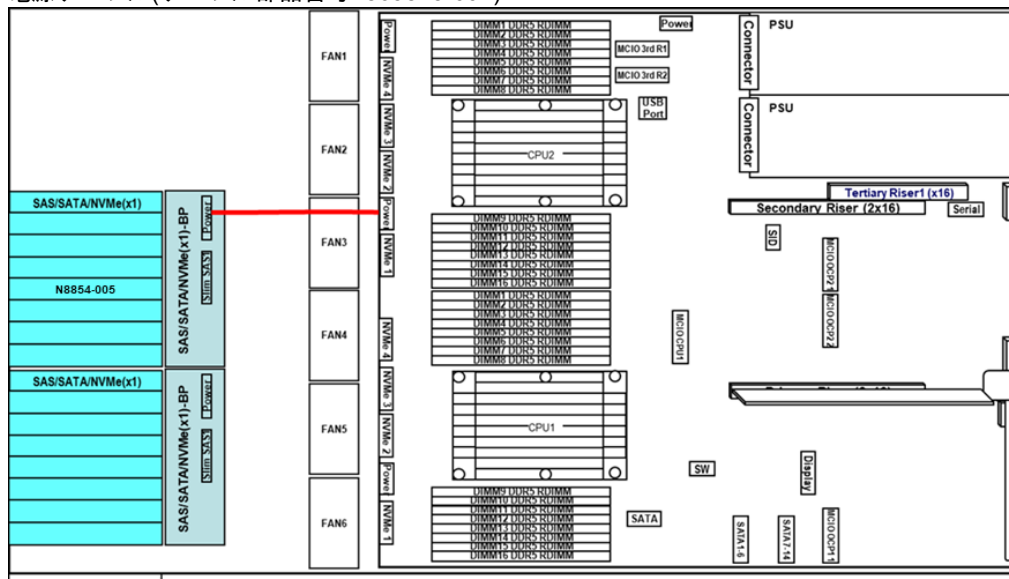 FAN1
FAN2
FAN3
FAN4
FAN5
FAN6
SAS/SATA/NVMe(x1)
N8854-005
SAS/SATA/NVMe(x1)-BP
Power
Slim SAS1
SAS/SATA/NVMe(x1)
SAS/SATA/NVMe(x1)-BP
Power
Slim SAS1
Power
NVMe 4
NVMe 3
NVMe 2
Power
NVMe 1
NVMe 4
NVMe 3
NVMe 2
Power
NVMe 1
DIMM1 DDR5 RDIMM
DIMM2 DDR5 RDIMM
DIMM3 DDR5 RDIMM
DIMM4 DDR5 RDIMM
DIMM5 DDR5 RDIMM
DIMM6 DDR5 RDIMM
DIMM7 DDR5 RDIMM
DIMM8 DDR5 RDIMM
CPU2
DIMM9 DDR5 RDIMM
DIMM10 DDR5 RDIMM
DIMM11 DDR5 RDIMM
DIMM12 DDR5 RDIMM
DIMM13 DDR5 RDIMM
DIMM14 DDR5 RDIMM
DIMM15 DDR5 RDIMM
DIMM16 DDR5 RDIMM
DIMM1 DDR5 RDIMM
DIMM2 DDR5 RDIMM
DIMM3 DDR5 RDIMM
DIMM4 DDR5 RDIMM
DIMM5 DDR5 RDIMM
DIMM6 DDR5 RDIMM
DIMM7 DDR5 RDIMM
DIMM8 DDR5 RDIMM
CPU1
DIMM9 DDR5 RDIMM
DIMM10 DDR5 RDIMM
DIMM11 DDR5 RDIMM
DIMM12 DDR5 RDIMM
DIMM13 DDR5 RDIMM
DIMM14 DDR5 RDIMM
DIMM15 DDR5 RDIMM
DIMM16 DDR5 RDIMM
Power
MCIO 3rd R1
MCIO 3rd R2
USB
Port
Connector
PSU
Connector
PSU
Tertiary Riser1 (x16)
Secondary Riser (2x16)
Serial
SID
MCIO OCP2 1
MCIO OCP2 2
MCIO CPU1
SW
Display
SATA
SATA1-6
SATA7-14
MCIO OCP1 1